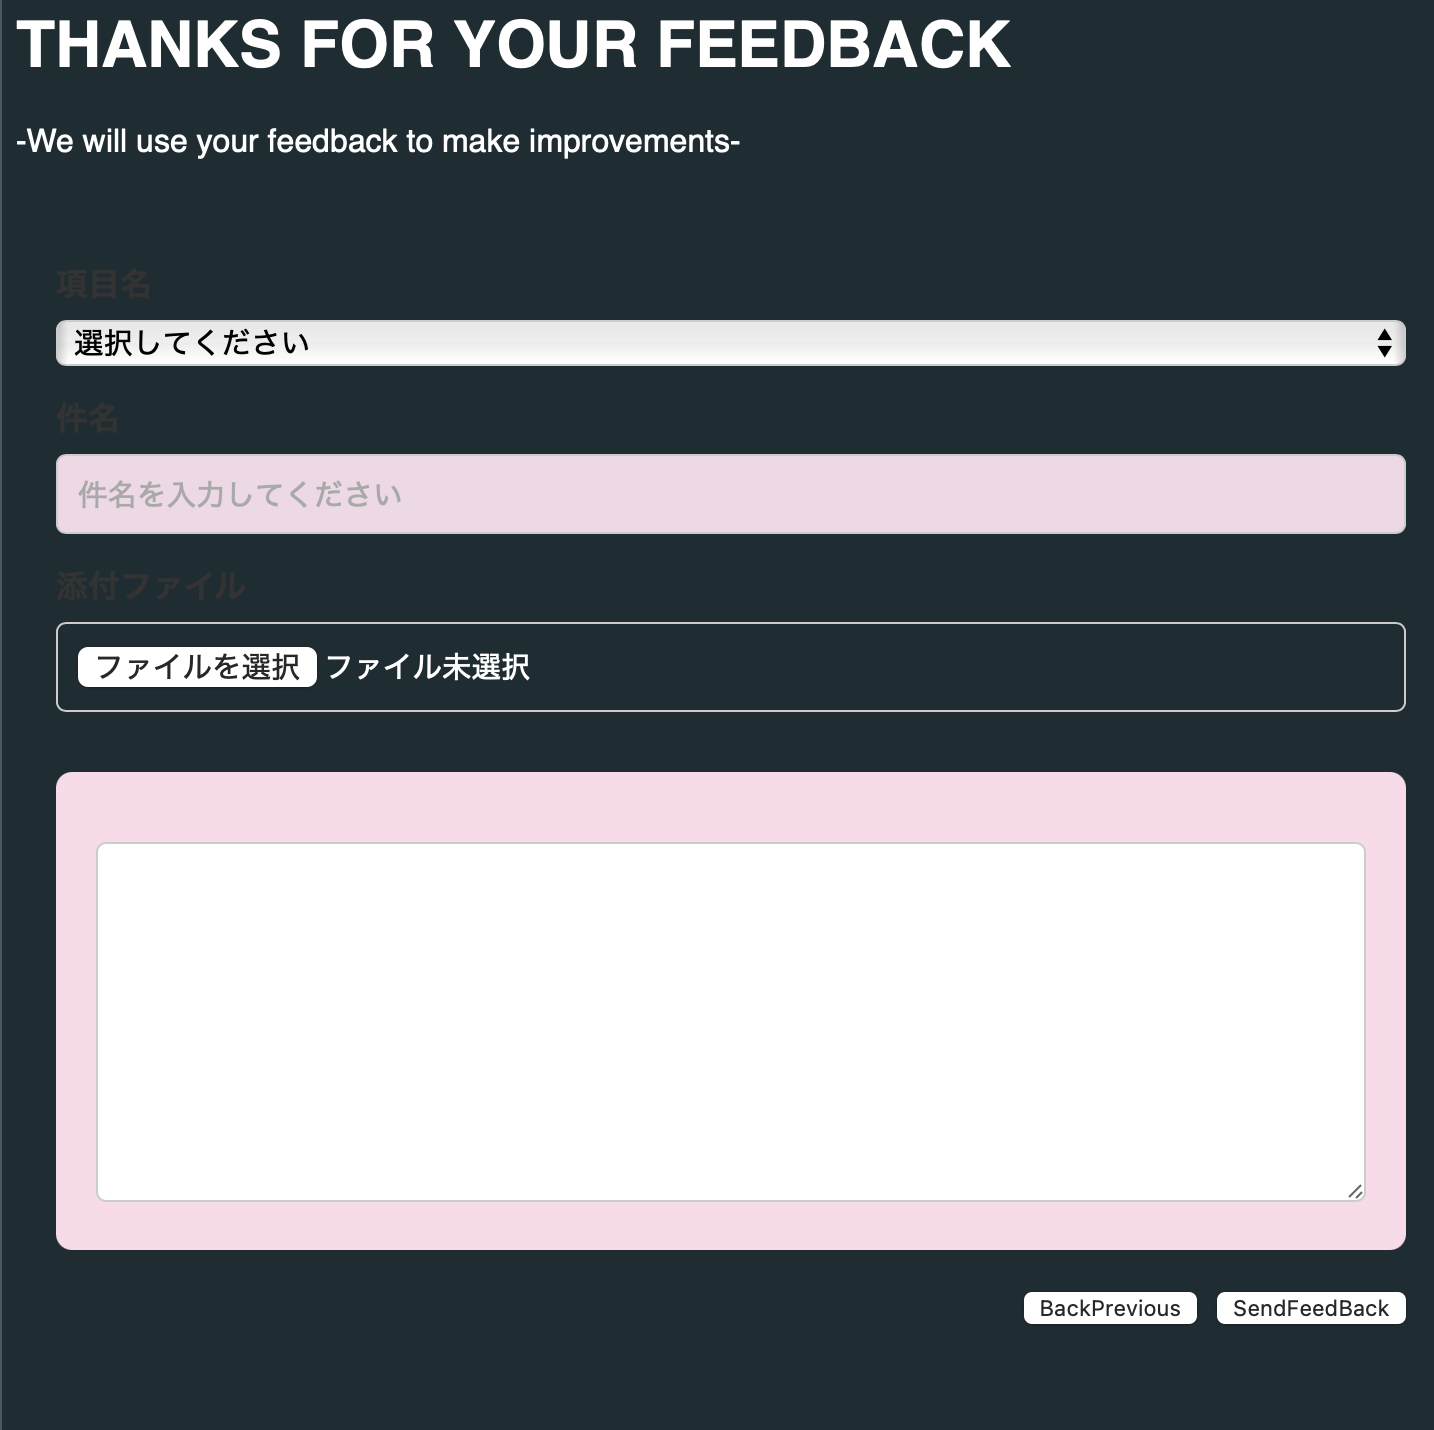 THANKS FOR YOUR FEEDBACK
-We will use your feedback to make improvements-
項目名
選択してください
件名
件名を入力してください
添付ファイル
ファイルを選択 ファイル未選択
BackPrevious SendFeedBack